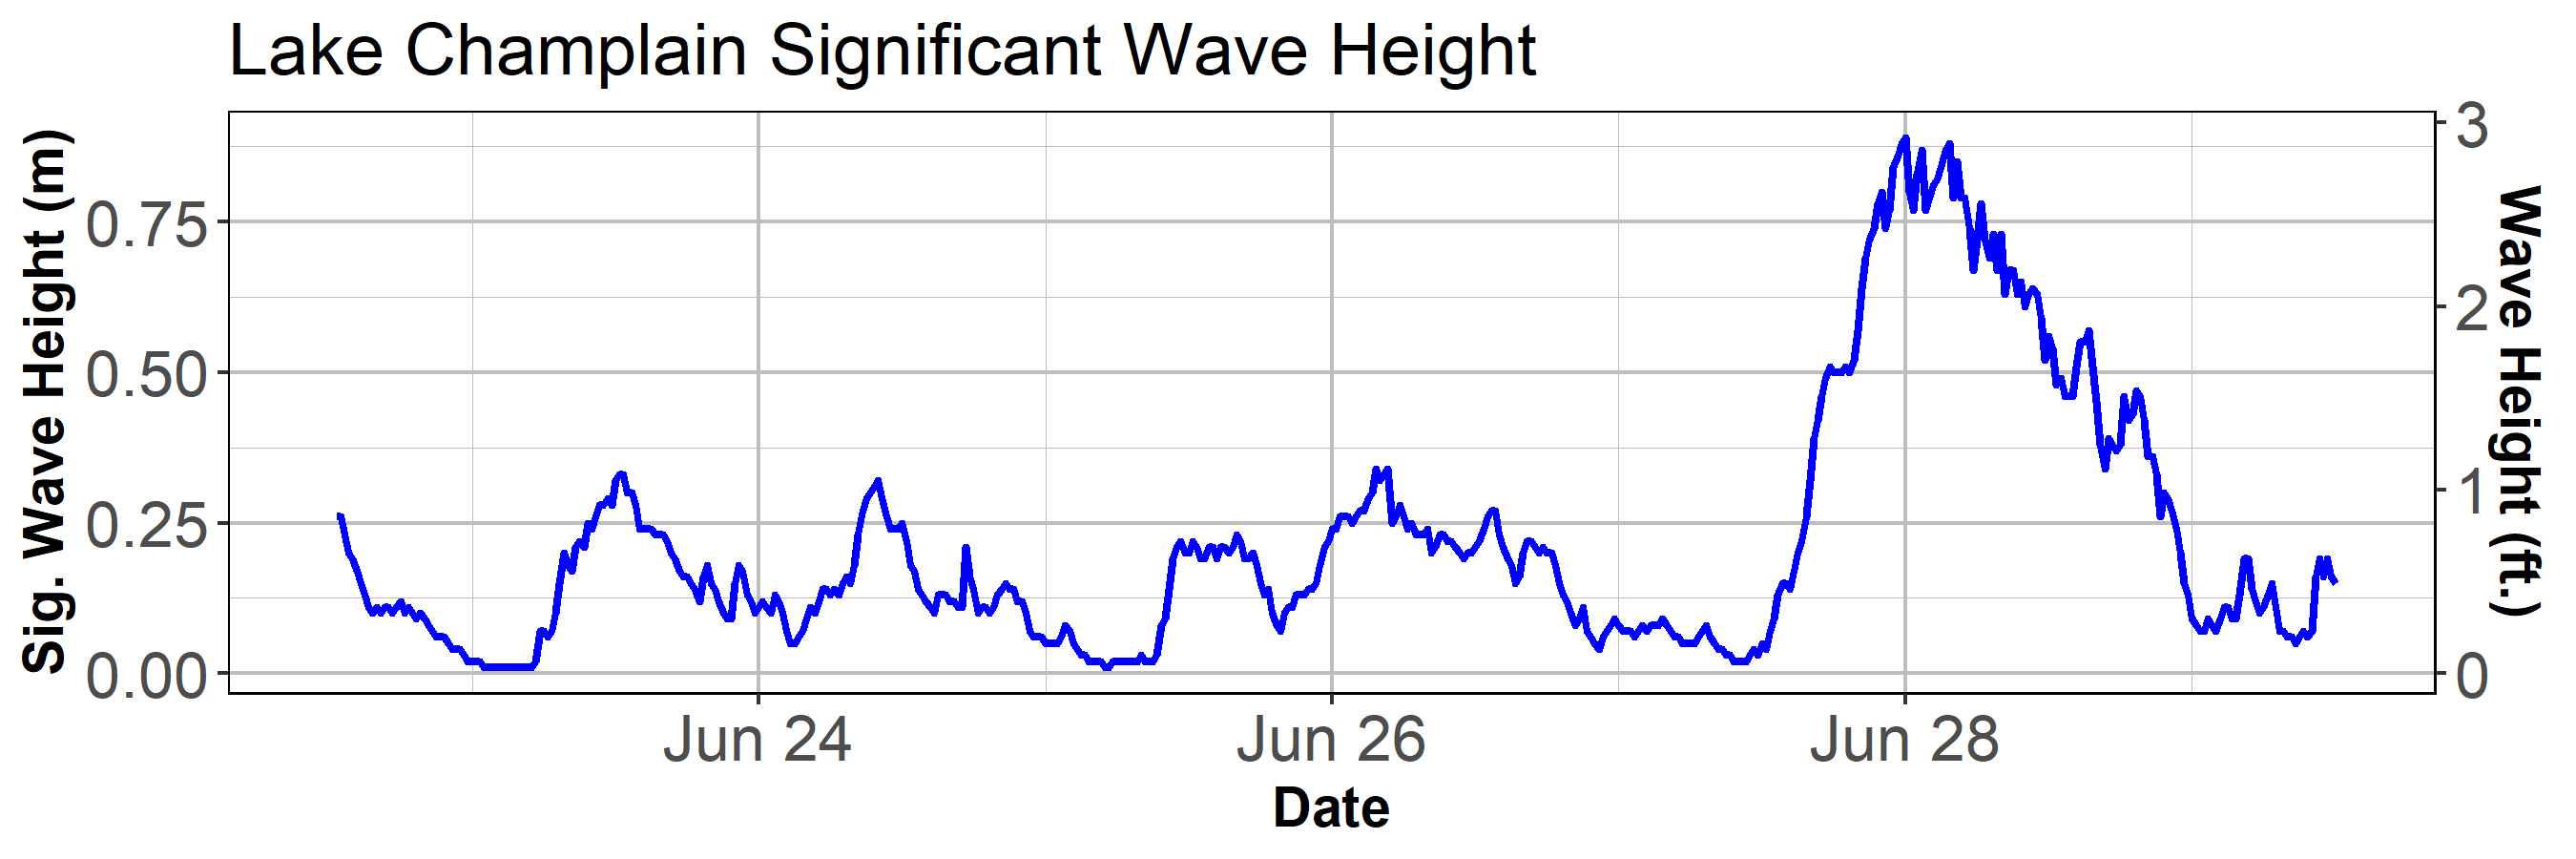 Lake Champlain Significant Wave Height
Sig. Wave Height (m)
0.75
0.50
0.25
0.00
3
2
1
0
Wave Height (ft.)
Jun 24
Jun 26
Jun 28
Date